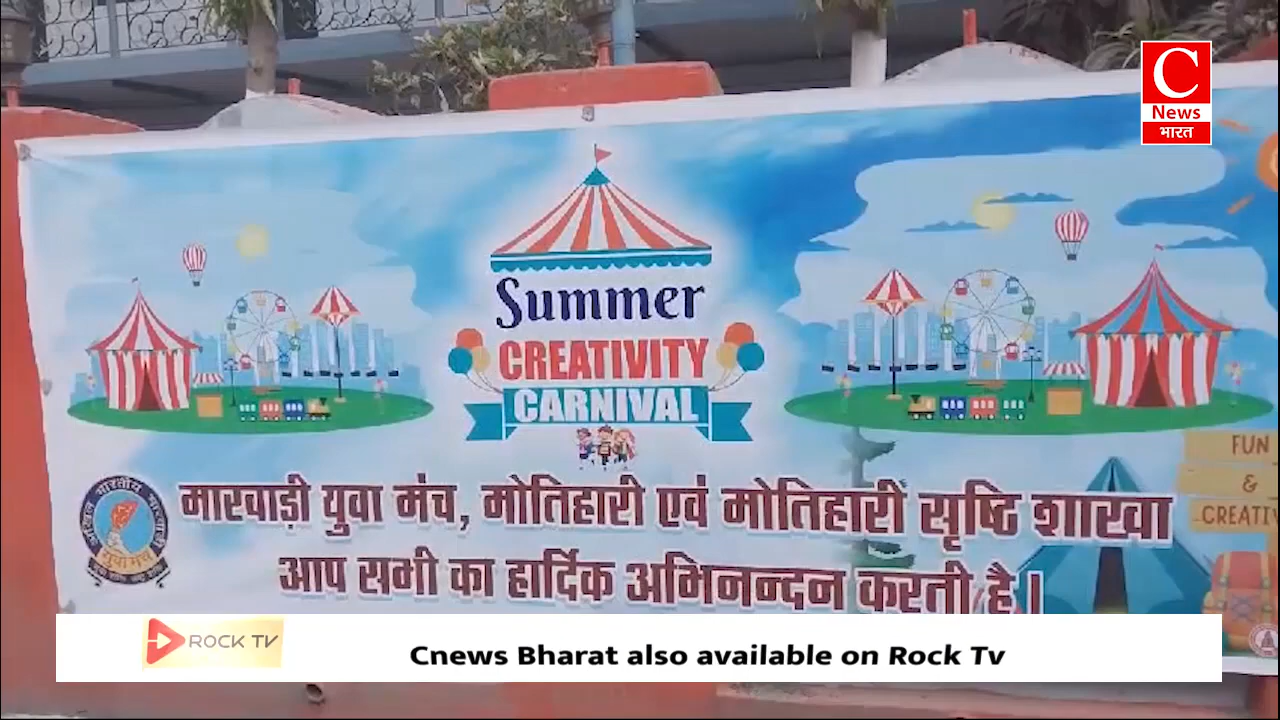 C
News
भारत
Summer
CREATIVITY
CARNIVAL
FUN
&
मारवाड़ी युवा मंच, मोतिहारी एवं मोतिहारी सृष्टि शाखा
युवा मंच
आप सभी का हार्दिक अभिनन्दन करती है।
ROCK TV
Cnews Bharat also available on Rock Tv